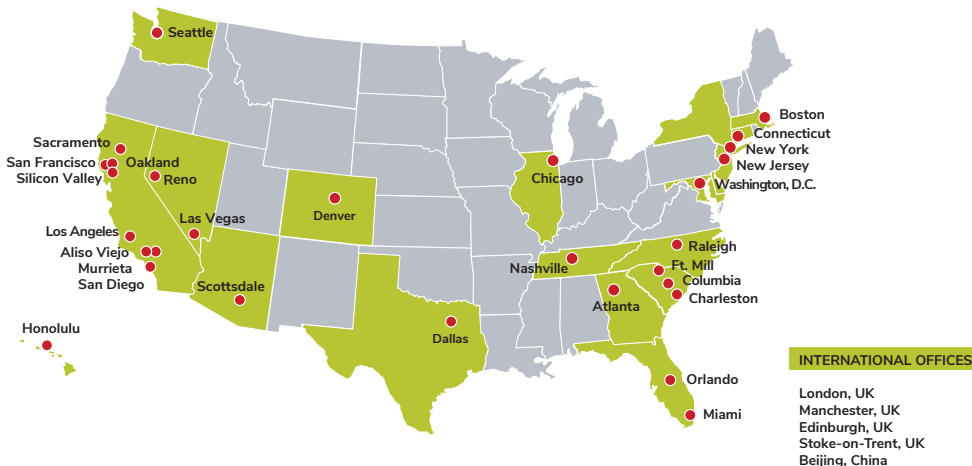 Seattle
Boston
Connecticut
New York
New Jersey
Washington, D.C.
Sacramento
San Francisco
Oakland
Silicon Valley
Reno
Chicago
Denver
Las Vegas
Los Angeles
Aliso Viejo
Murrieta
San Diego
Scottsdale
Raleigh
Nashville
Ft. Mill
Columbia
Charleston
Atlanta
Honolulu
Dallas
Orlando
Miami
INTERNATIONAL OFFICES
London, UK
Manchester, UK
Edinburgh, UK
Stoke-on-Trent, UK
Beijing, China